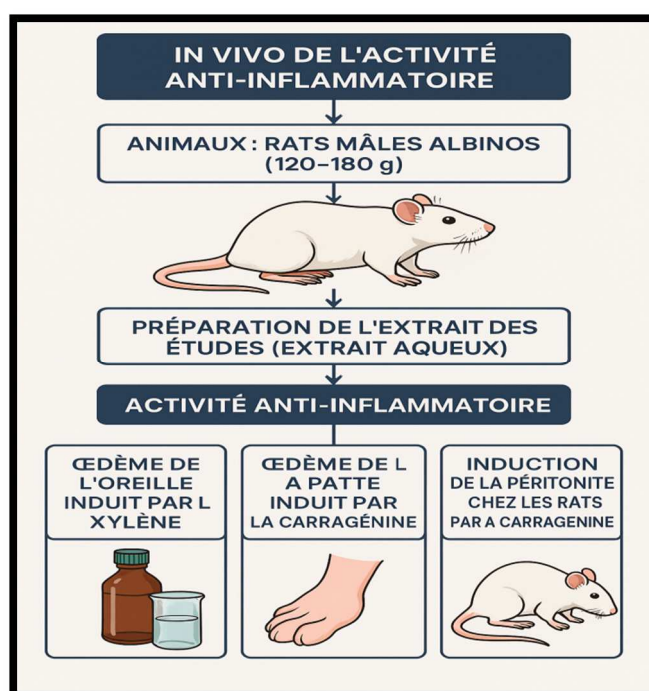 IN VIVO DE L'ACTIVITÉ
ANTI-INFLAMMATOIRE
ANIMAUX : RATS MÂLES ALBINOS
(120–180 g)
PRÉPARATION DE L'EXTRAIT DES
ÉTUDES (EXTRAIT AQUEUX)
ACTIVITÉ ANTI-INFLAMMATOIRE
ŒDÈME DE
L'OREILLE
INDUIT PAR L
XYLÈNE
ŒDÈME DE L
A PATTE
INDUIT PAR
LA CARRAGÉNINE
INDUCTION
DE LA PÉRITONITE
CHEZ LES RATS
PAR A CARRAGENINE